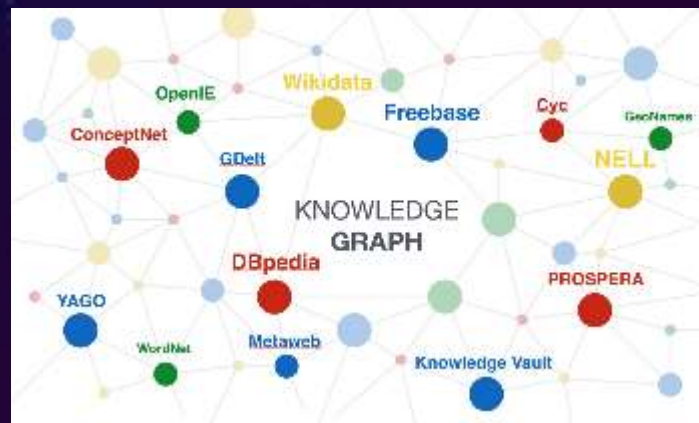 Wikidata
OpenIE
Freebase
Cyc
GeoNames
ConceptNet
GDelt
NELL
KNOWLEDGE
GRAPH
DBpedia
PROSPERA
YAGO
Metaweb
WordNet
Knowledge Vault